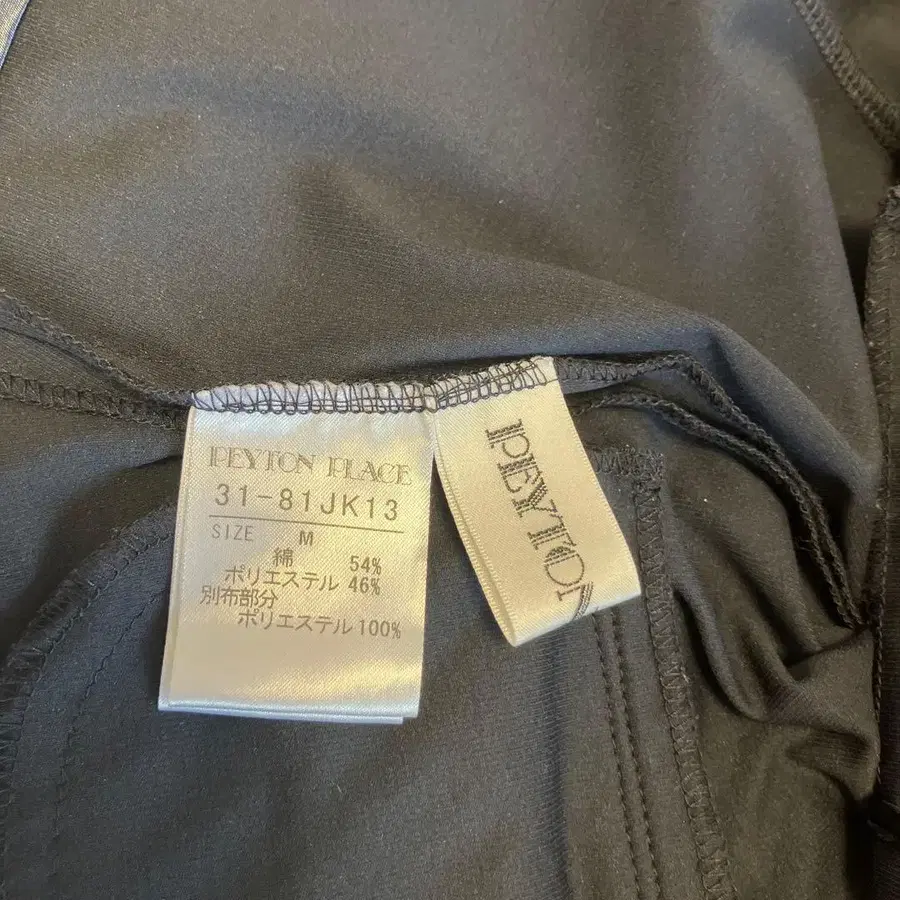 PEYTON PLACE
31-81JK13
SIZE M
綿 54%
ポリエステル 46%
別布部分
ポリエステル 100%
PEYTON